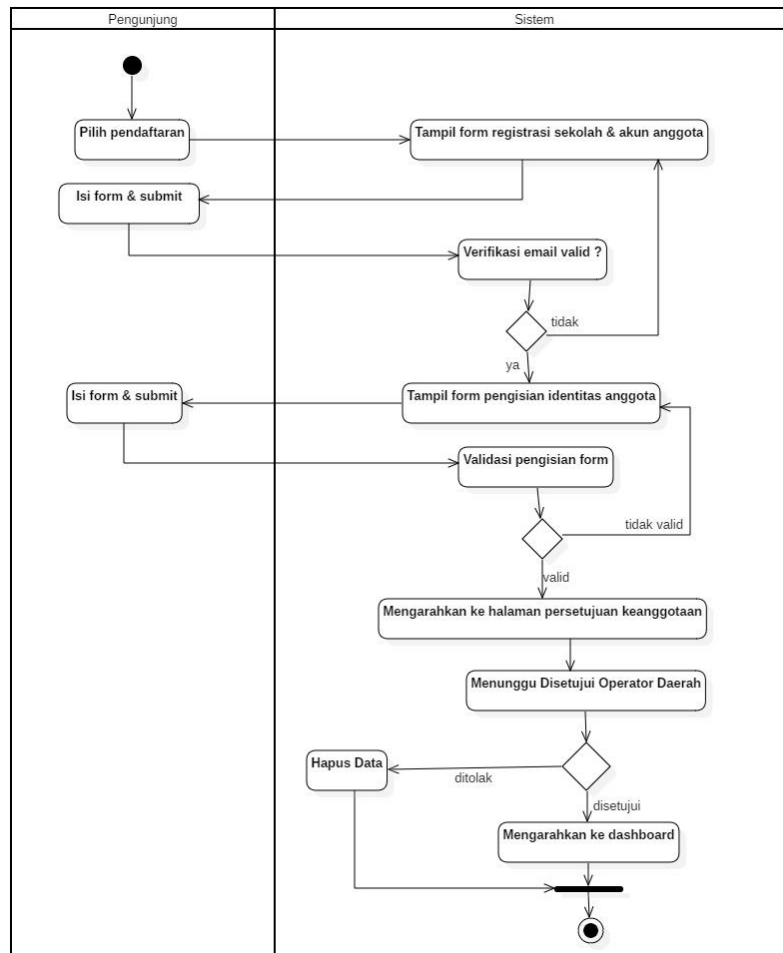 Pengunjung
Sistem
Pilih pendaftaran
Tampil form registrasi sekolah & akun anggota
Isi form & submit
Verifikasi email valid ?
tidak
ya
Isi form & submit
Tampil form pengisian identitas anggota
Validasi pengisian form
tidak valid
valid
Mengarahkan ke halaman persetujuan keanggotaan
Menunggu Disetujui Operator Daerah
Hapus Data
ditolak
disetujui
Mengarahkan ke dashboard